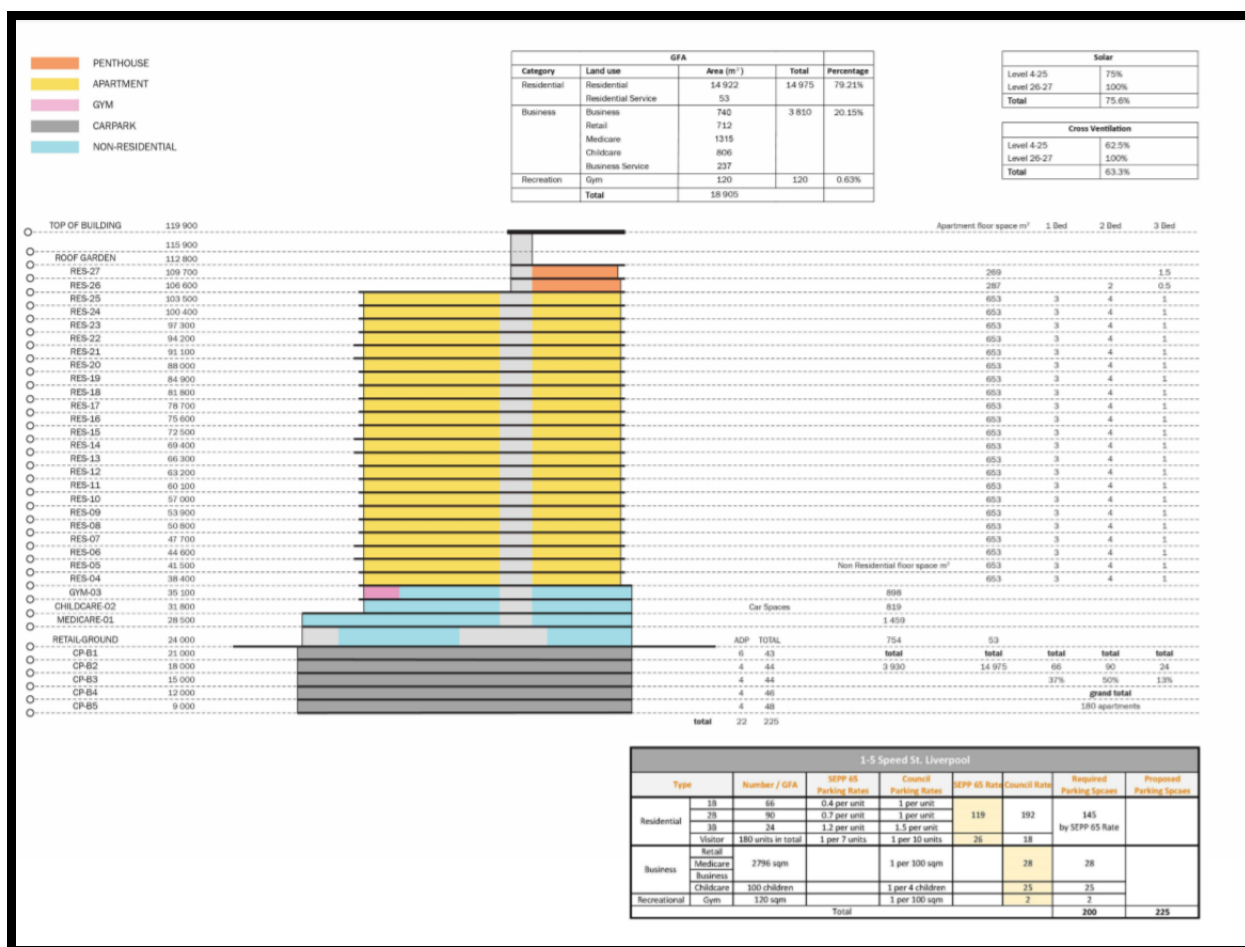 PENTHOUSE
APARTMENT
GYM
CARPARK
NON-RESIDENTIAL
GFA
Category Land use Area (m²) Total Percentage
Residential Residential 14 922 14 975 79.21%
Residential Service 53
Business Business 740 3 810 20.15%
Retail 712
Medicare 1315
Childcare 806
Business Service 237
Recreation Gym 120 120 0.63%
Total 18 905
Solar
Level 4-25 75%
Level 26-27 100%
Total 75.6%
Cross Ventilation
Level 4-25 62.5%
Level 26-27 100%
Total 63.3%
TOP OF BUILDING 119 900 Apartment floor space m² 1 Bed 2 Bed 3 Bed
115 900
ROOF GARDEN 112 800
RES-27 109 700 269 1.5
RES-26 106 600 287 2 0.5
RES-25 103 500 653 3 4 1
RES-24 100 400 653 3 4 1
RES-23 97 300 653 3 4 1
RES-22 94 200 653 3 4 1
RES-21 91 100 653 3 4 1
RES-20 88 000 653 3 4 1
RES-19 84 900 653 3 4 1
RES-18 81 800 653 3 4 1
RES-17 78 700 653 3 4 1
RES-16 75 600 653 3 4 1
RES-15 72 500 653 3 4 1
RES-14 69 400 653 3 4 1
RES-13 66 300 653 3 4 1
RES-12 63 200 653 3 4 1
RES-11 60 100 653 3 4 1
RES-10 57 000 653 3 4 1
RES-09 53 900 653 3 4 1
RES-08 50 800 653 3 4 1
RES-07 47 700 653 3 4 1
RES-06 44 600 653 3 4 1
RES-05 41 500 Non Residential floor space m² 653 3 4 1
RES-04 38 400 653 3 4 1
GYM-03 35 100 898
CHILDCARE-02 31 800 Car Spaces 819
MEDICARE-01 28 500 1 459
RETAIL-GROUND 24 000 ADP TOTAL 754 53
CP-B1 21 000 6 43 total total total total total
CP-B2 18 000 4 44 3 930 14 975 66 90 24
CP-B3 15 000 4 44 37% 50% 13%
CP-B4 12 000 4 46 grand total
CP-B5 9 000 4 48 180 apartments
total 22 225
1-5 Speed St. Liverpool
Type Number / GFA SEPP 65 Parking Rates Council Parking Rates SEPP 65 Rate Council Rate Required Parking Spcaes Proposed Parking Spcaes
Residential 1B 66 0.4 per unit 1 per unit 119 192 145 by SEPP 65 Rate
2B 90 0.7 per unit 1 per unit
3B 24 1.2 per unit 1.5 per unit
Visitor 180 units in total 1 per 7 units 1 per 10 units 26 18
Business Retail
Medicare 2796 sqm 1 per 100 sqm 28 28
Business
Childcare 100 children 1 per 4 children 25 25
Recreational Gym 120 sqm 1 per 100 sqm 2 2
Total 200 225